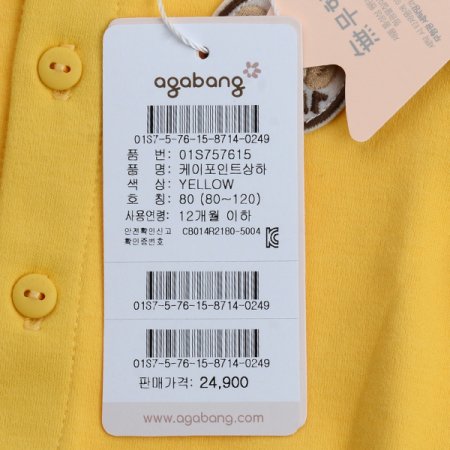 agabang
01S7-5-76-15-8714-0249
품 번: 01S757615
품 명: 케이포인트상하
색 상: YELLOW
호 칭: 80 (80~120)
사용연령: 12개월 이하
안전확인신고 CB014R2180-5004
확인증번호
01S7-5-76-15-8714-0249
01S7-5-76-15-8714-0249
판매가격: 24,900
www.agabang.com